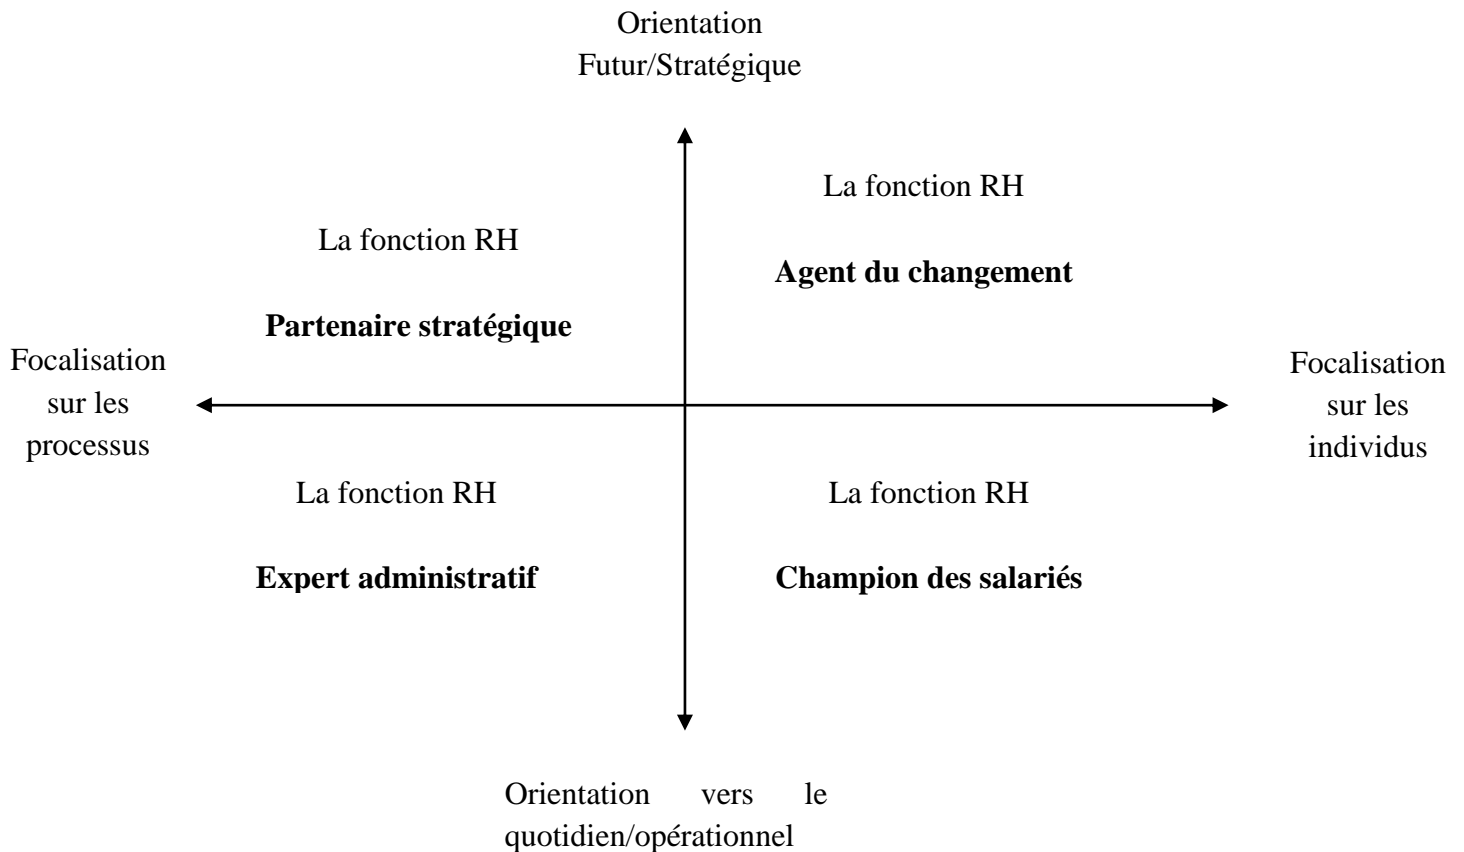 Orientation
Futur/Stratégique
La fonction RH
Agent du changement
La fonction RH
Partenaire stratégique
Focalisation
sur les
processus
Focalisation
sur les
individus
La fonction RH
Expert administratif
La fonction RH
Champion des salariés
Orientation vers le
quotidien/opérationnel